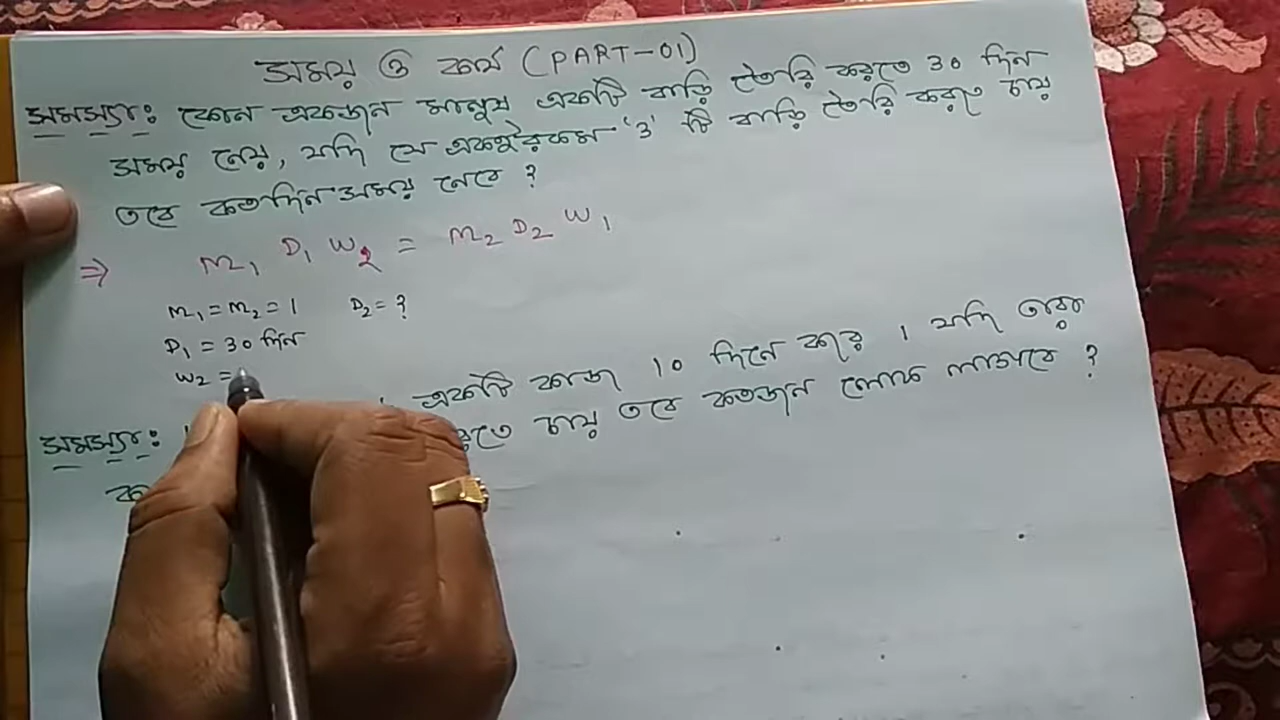 সময় ও কার্য (PART-01)
সমস্যা: কোন একজন মানুষ একটি বাড়ি তৈরি করতে 30 দিন
সময় নেয়, যদি সে একইরকম '3' টি বাড়ি তৈরি করতে চায়
তবে কতদিন সময় নেবে ?
⇒ M₁ D₁ W₂ = M₂ D₂ W₁
M₁ = M₂ = 1 D₂ = ?
D₁ = 30 দিন
W₂ =
একটি কাজ 10 দিনে করে । যদি তারা
সমস্যা: করতে চায় তবে কতজন লোক লাগবে ?